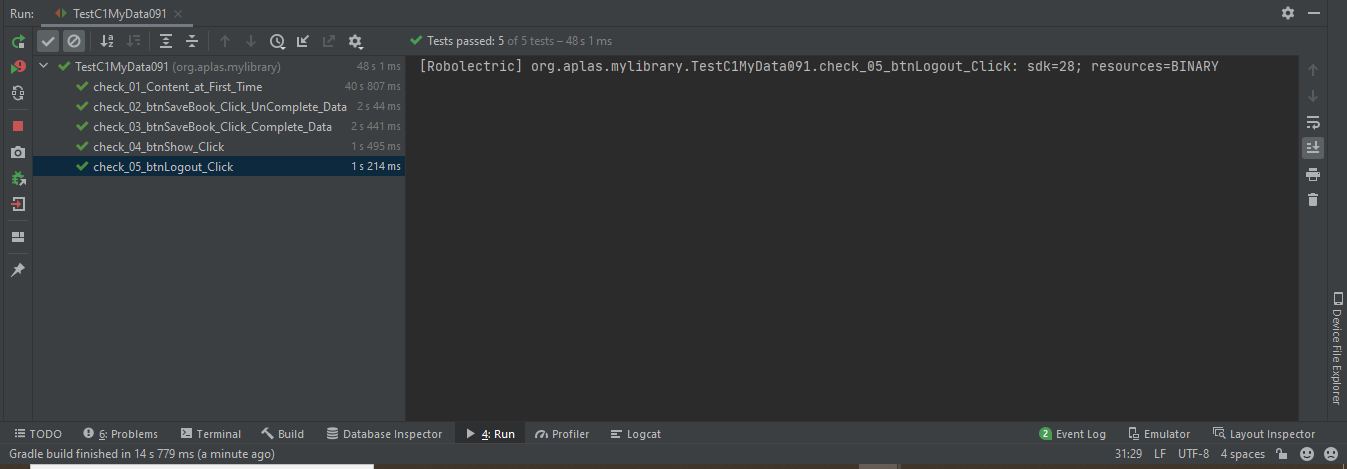 Run: TestC1MyData091
Tests passed: 5 of 5 tests – 48 s 1 ms
TestC1MyData091 (org.aplas.mylibrary) 48 s 1 ms
check_01_Content_at_First_Time 40 s 807 ms
check_02_btnSaveBook_Click_UnComplete_Data 2 s 44 ms
check_03_btnSaveBook_Click_Complete_Data 2 s 441 ms
check_04_btnShow_Click 1 s 495 ms
check_05_btnLogout_Click 1 s 214 ms
[Robolectric] org.aplas.mylibrary.TestC1MyData091.check_05_btnLogout_Click: sdk=28; resources=BINARY
Device File Explorer
TODO 6: Problems Terminal Build Database Inspector 4: Run Profiler Logcat 2 Event Log Emulator Layout Inspector
Gradle build finished in 14 s 779 ms (a minute ago) 31:29 LF UTF-8 4 spaces